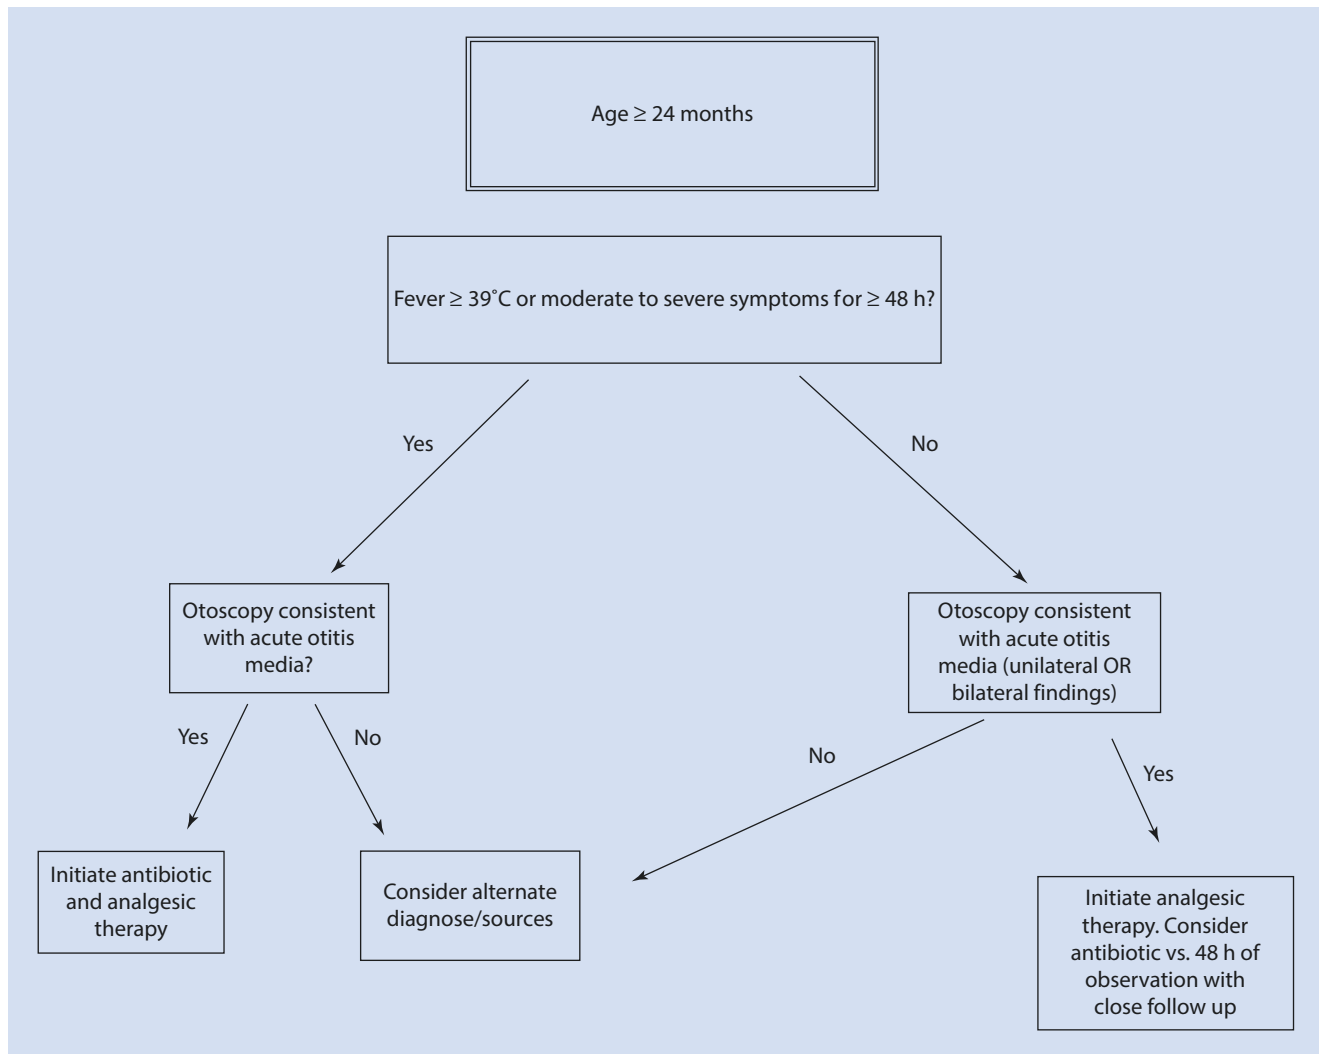 Age ≥ 24 months
Fever ≥ 39˚C or moderate to severe symptoms for ≥ 48 h?
Yes
No
Otoscopy consistent
with acute otitis
media?
Otoscopy consistent
with acute otitis
media (unilateral OR
bilateral findings)
Yes
No
No
Yes
Initiate antibiotic
and analgesic
therapy
Consider alternate
diagnose/sources
Initiate analgesic
therapy. Consider
antibiotic vs. 48 h of
observation with
close follow up